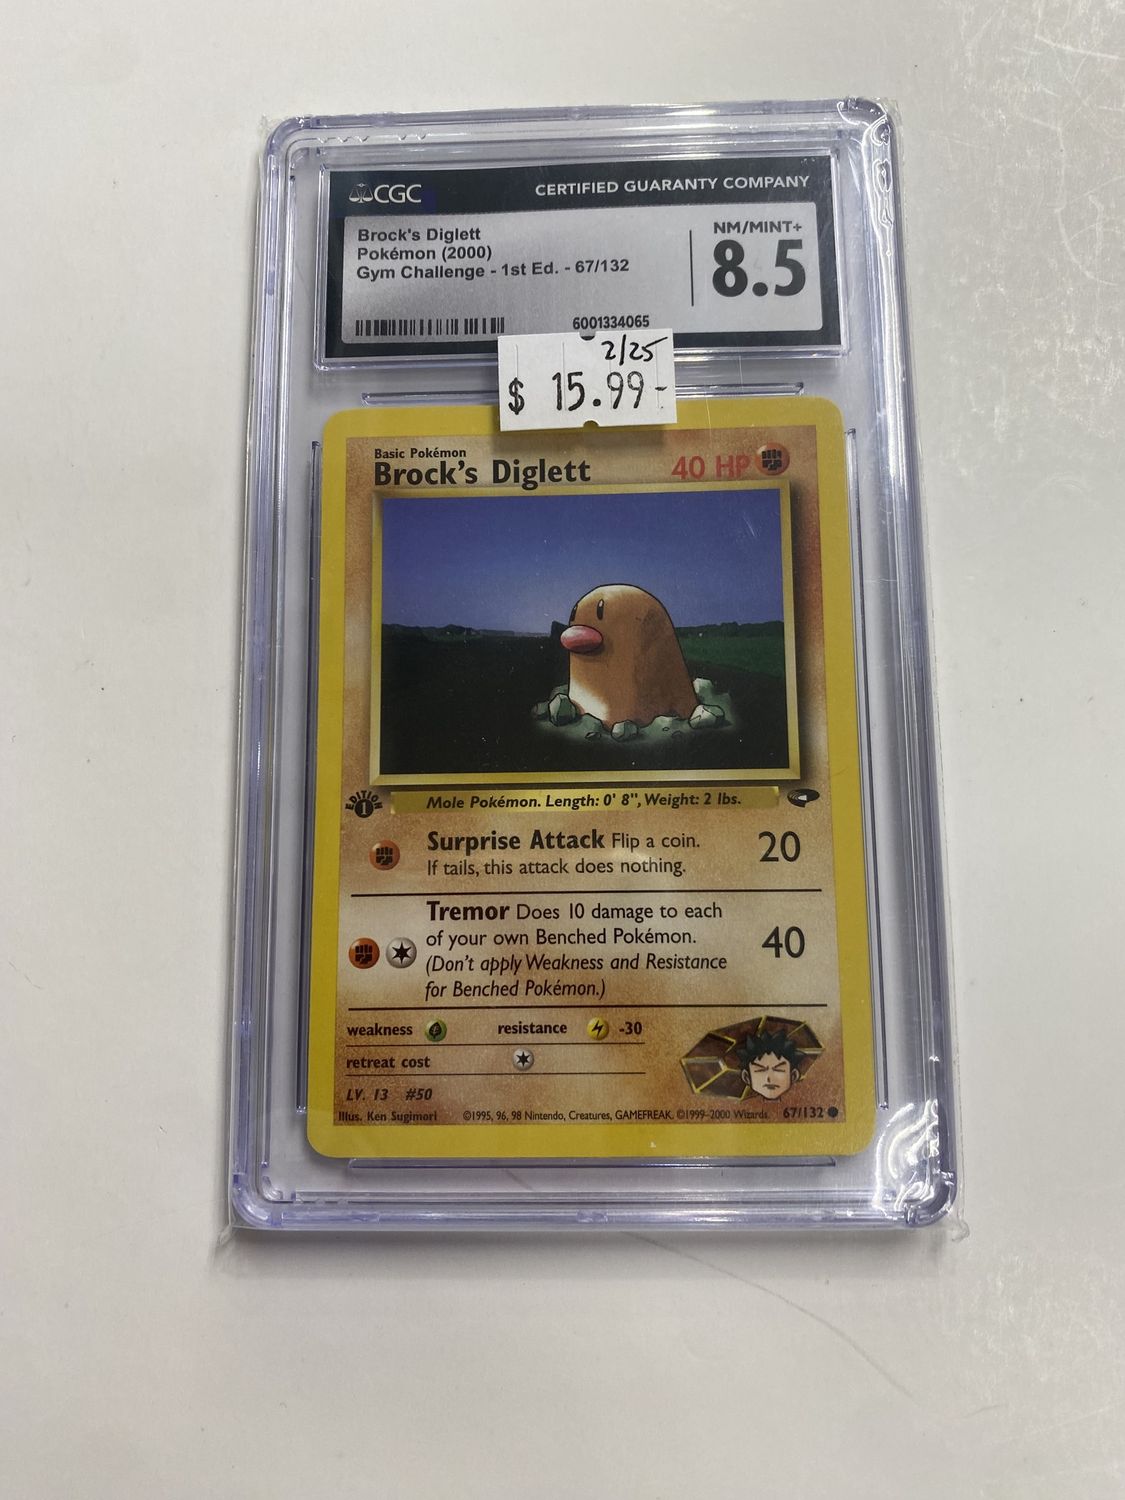 CGC
CERTIFIED GUARANTY COMPANY
Brock's Diglett
Pokémon (2000)
Gym Challenge - 1st Ed. - 67/132
NM/MINT+
8.5
6001334065
2/25
$ 15.99-
Basic Pokémon
Brock's Diglett
40 HP
EDITION
1
Mole Pokémon. Length: 0' 8", Weight: 2 lbs.
Surprise Attack Flip a coin.
If tails, this attack does nothing.
20
Tremor Does 10 damage to each
of your own Benched Pokémon.
(Don't apply Weakness and Resistance
for Benched Pokémon.)
40
weakness
resistance
-30
retreat cost
LV. 13 #50
Illus. Ken Sugimori
©1995, 96, 98 Nintendo, Creatures, GAMEFREAK. ©1999-2000 Wizards.
67/132